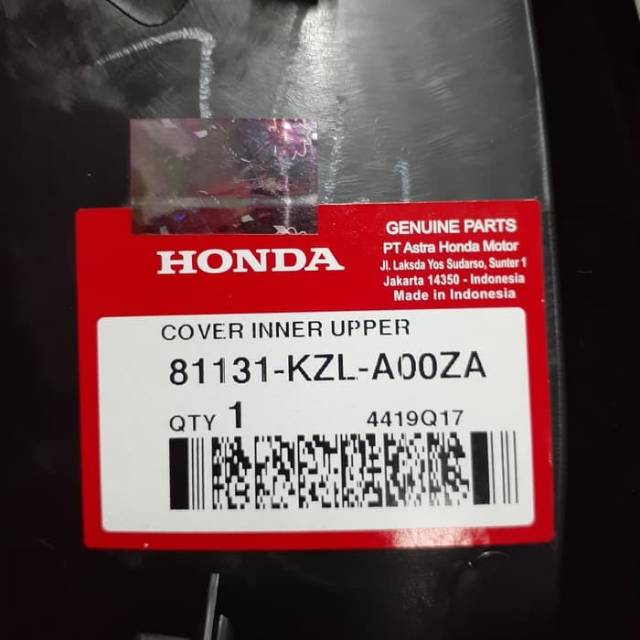 HONDA
GENUINE PARTS
PT Astra Honda Motor
Jl. Laksda Yos Sudarso, Sunter 1
Jakarta 14350 - Indonesia
Made in Indonesia
COVER INNER UPPER
81131-KZL-A00ZA
QTY 1 4419Q17